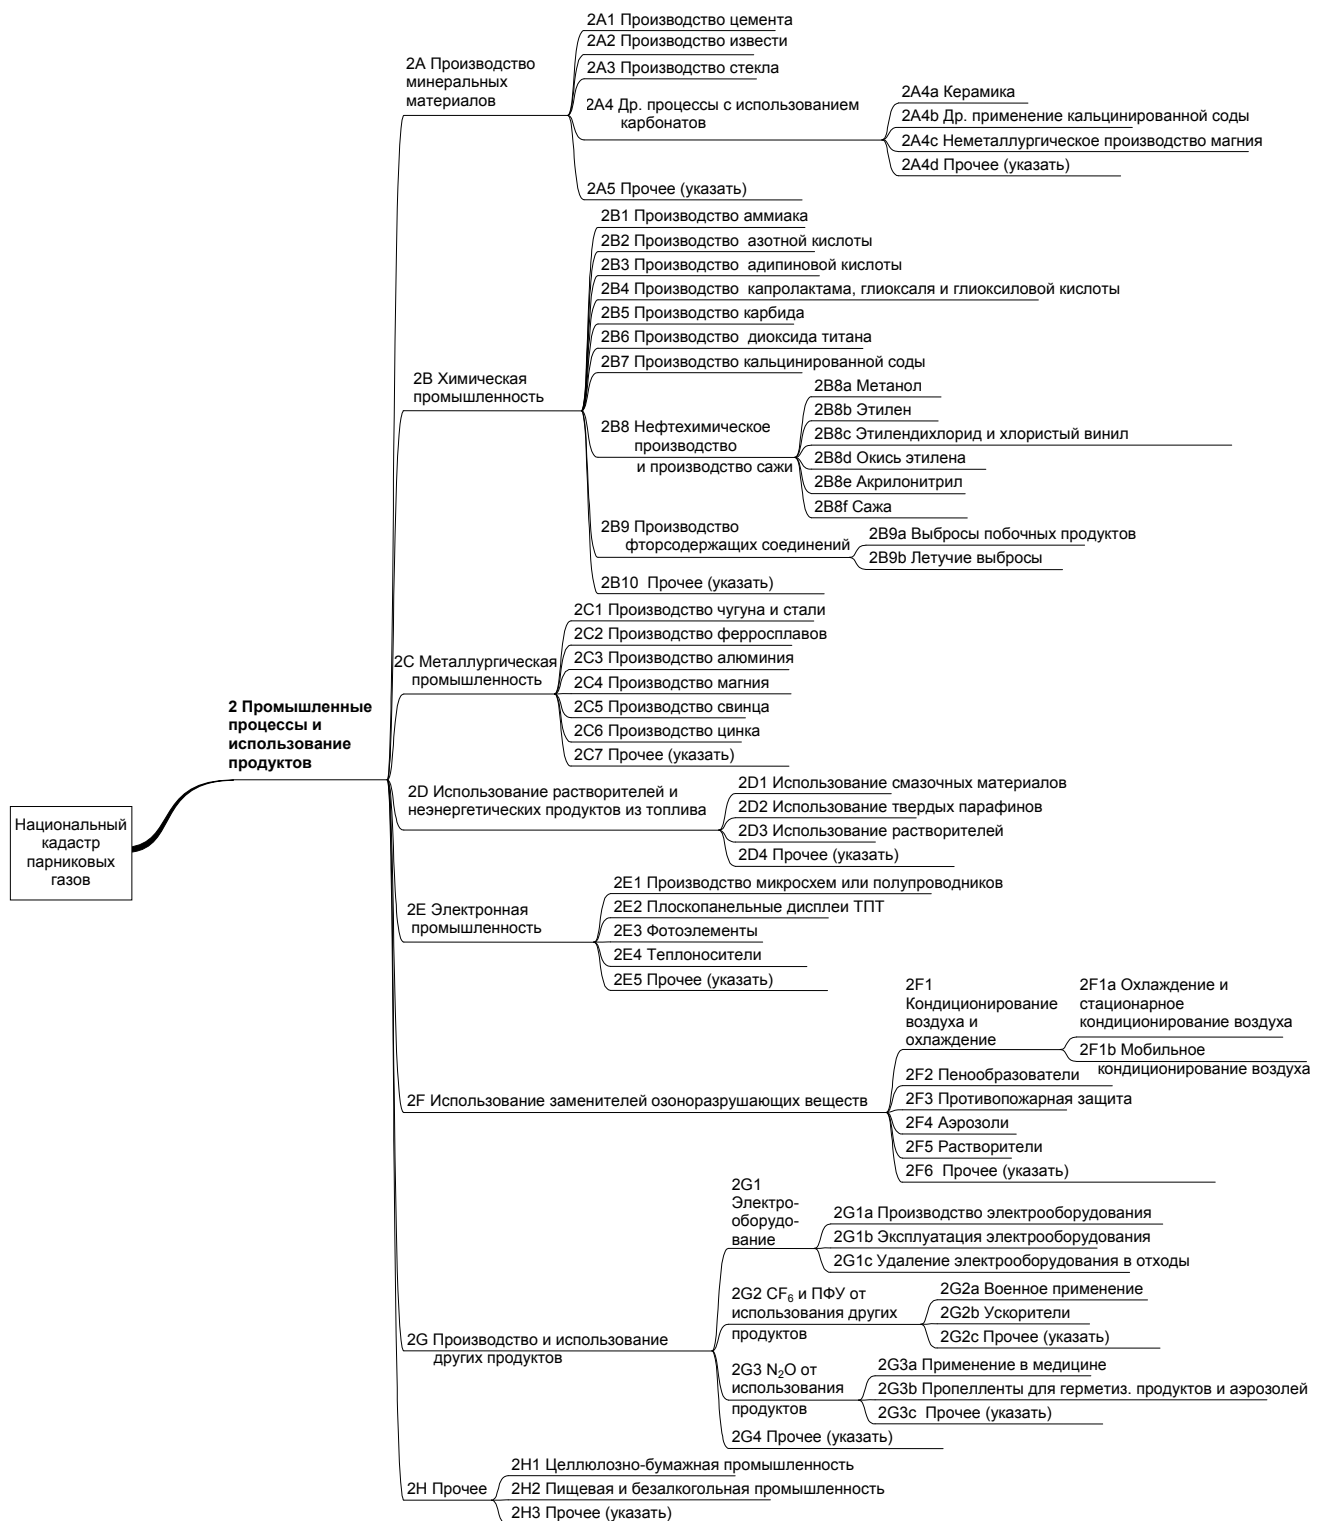 Национальный
кадастр
парниковых
газов
2 Промышленные
процессы и
использование
продуктов
2A Производство
минеральных
материалов
2A1 Производство цемента
2A2 Производство извести
2A3 Производство стекла
2A4 Др. процессы с использованием
карбонатов
2A4a Керамика
2A4b Др. применение кальцинированной соды
2A4c Неметаллургическое производство магния
2A4d Прочее (указать)
2A5 Прочее (указать)
2B Химическая
промышленность
2B1 Производство аммиака
2B2 Производство азотной кислоты
2B3 Производство адипиновой кислоты
2B4 Производство капролактама, глиоксаля и глиоксиловой кислоты
2B5 Производство карбида
2B6 Производство диоксида титана
2B7 Производство кальцинированной соды
2B8 Нефтехимическое
производство
и производство сажи
2B8a Метанол
2B8b Этилен
2B8c Этилендихлорид и хлористый винил
2B8d Окись этилена
2B8e Акрилонитрил
2B8f Сажа
2B9 Производство
фторсодержащих соединений
2B9a Выбросы побочных продуктов
2B9b Летучие выбросы
2B10 Прочее (указать)
2C Металлургическая
промышленность
2C1 Производство чугуна и стали
2C2 Производство ферросплавов
2C3 Производство алюминия
2C4 Производство магния
2C5 Производство свинца
2C6 Производство цинка
2C7 Прочее (указать)
2D Использование растворителей и
неэнергетических продуктов из топлива
2D1 Использование смазочных материалов
2D2 Использование твердых парафинов
2D3 Использование растворителей
2D4 Прочее (указать)
2E Электронная
промышленность
2E1 Производство микросхем или полупроводников
2E2 Плоскопанельные дисплеи ТПТ
2E3 Фотоэлементы
2E4 Теплоносители
2E5 Прочее (указать)
2F Использование заменителей озоноразрушающих веществ
2F1
Кондиционирование
воздуха и
охлаждение
2F1a Охлаждение и
стационарное
кондиционирование воздуха
2F1b Мобильное
кондиционирование воздуха
2F2 Пенообразователи
2F3 Противопожарная защита
2F4 Аэрозоли
2F5 Растворители
2F6 Прочее (указать)
2G Производство и использование
других продуктов
2G1
Электро-
оборудо-
вание
2G1a Производство электрооборудования
2G1b Эксплуатация электрооборудования
2G1c Удаление электрооборудования в отходы
2G2 CF₆ и ПФУ от
использования других
продуктов
2G2a Военное применение
2G2b Ускорители
2G2c Прочее (указать)
2G3 N₂O от
использования
продуктов
2G3a Применение в медицине
2G3b Пропелленты для герметиз. продуктов и аэрозолей
2G3c Прочее (указать)
2G4 Прочее (указать)
2H Прочее
2H1 Целлюлозно-бумажная промышленность
2H2 Пищевая и безалкогольная промышленность
2H3 Прочее (указать)